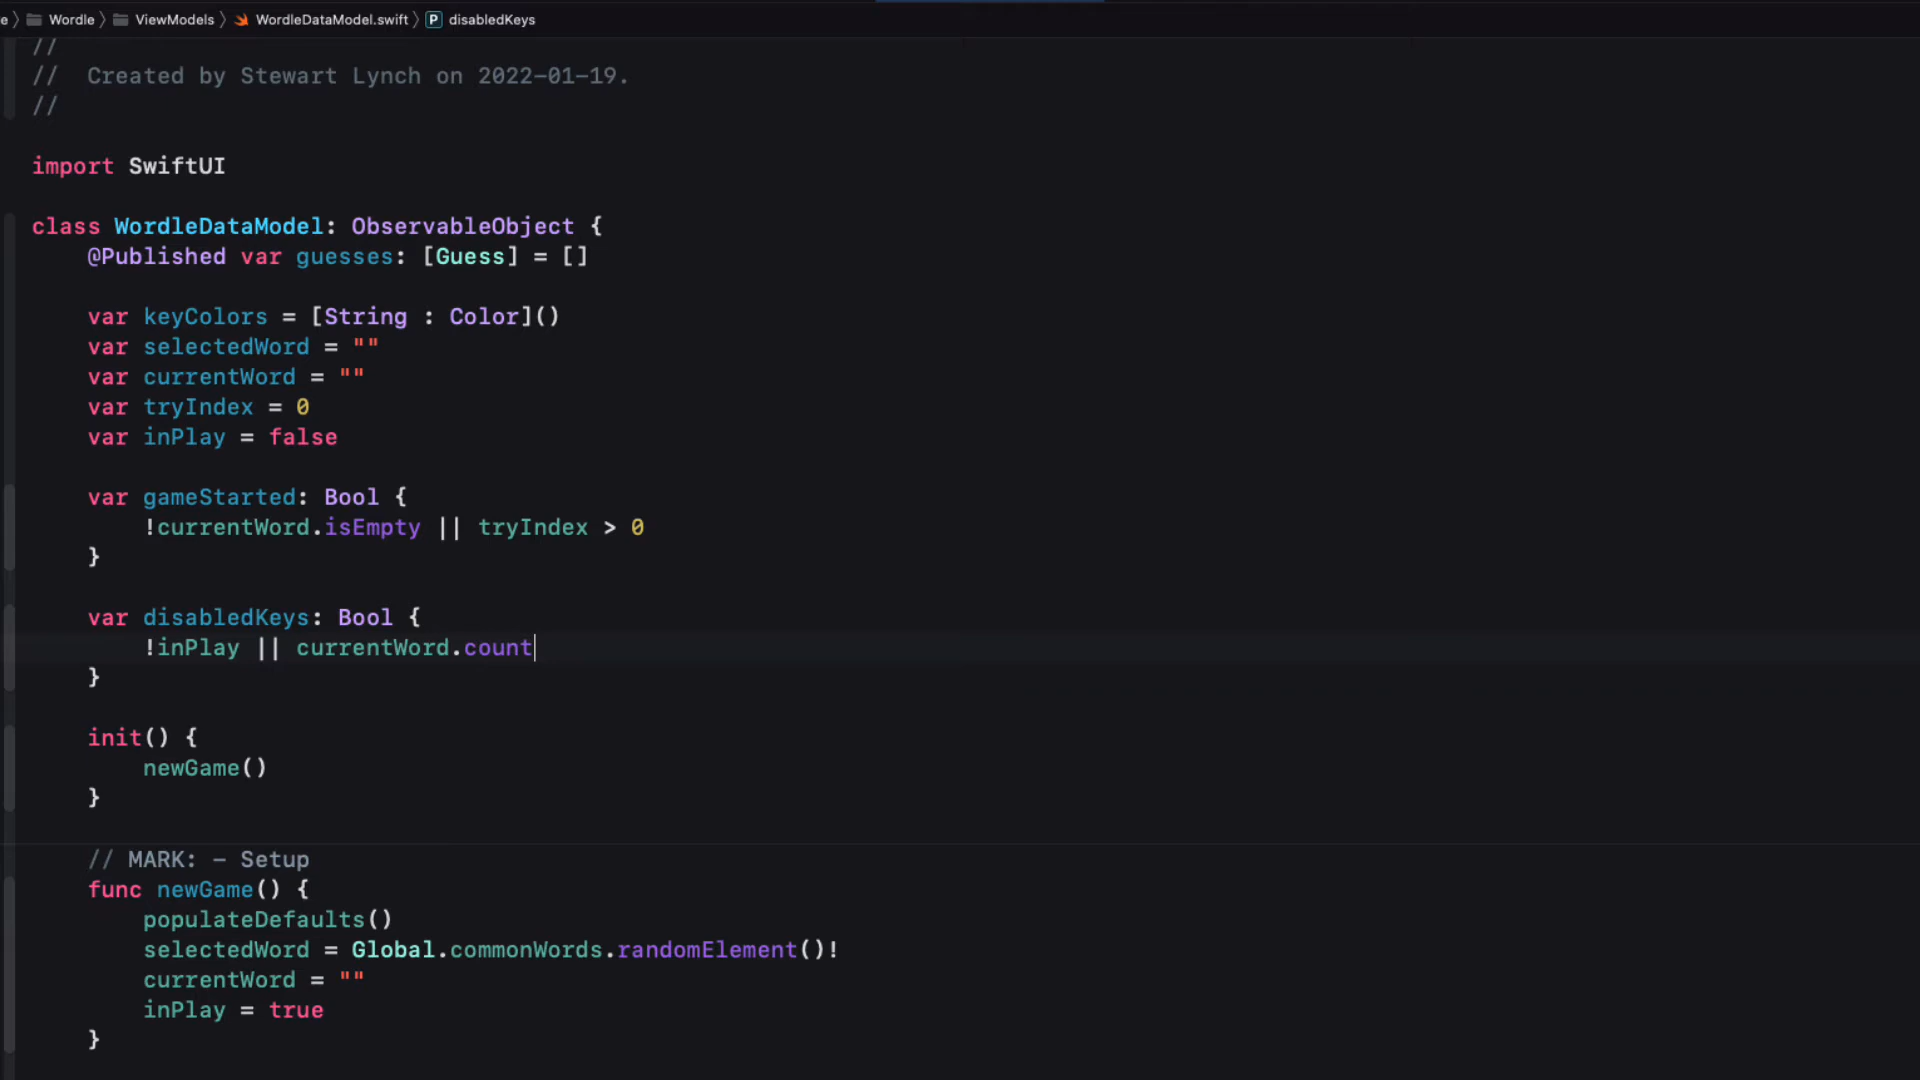 e > Wordle > ViewModels > WordleDataModel.swift > P disabledKeys
//
//  Created by Stewart Lynch on 2022-01-19.
//
import SwiftUI
class WordleDataModel: ObservableObject {
@Published var guesses: [Guess] = []
var keyColors = [String : Color]()
var selectedWord = ""
var currentWord = ""
var tryIndex = 0
var inPlay = false
var gameStarted: Bool {
!currentWord.isEmpty || tryIndex > 0
}
var disabledKeys: Bool {
!inPlay || currentWord.count
}
init() {
newGame()
}
// MARK: - Setup
func newGame() {
populateDefaults()
selectedWord = Global.commonWords.randomElement()!
currentWord = ""
inPlay = true
}